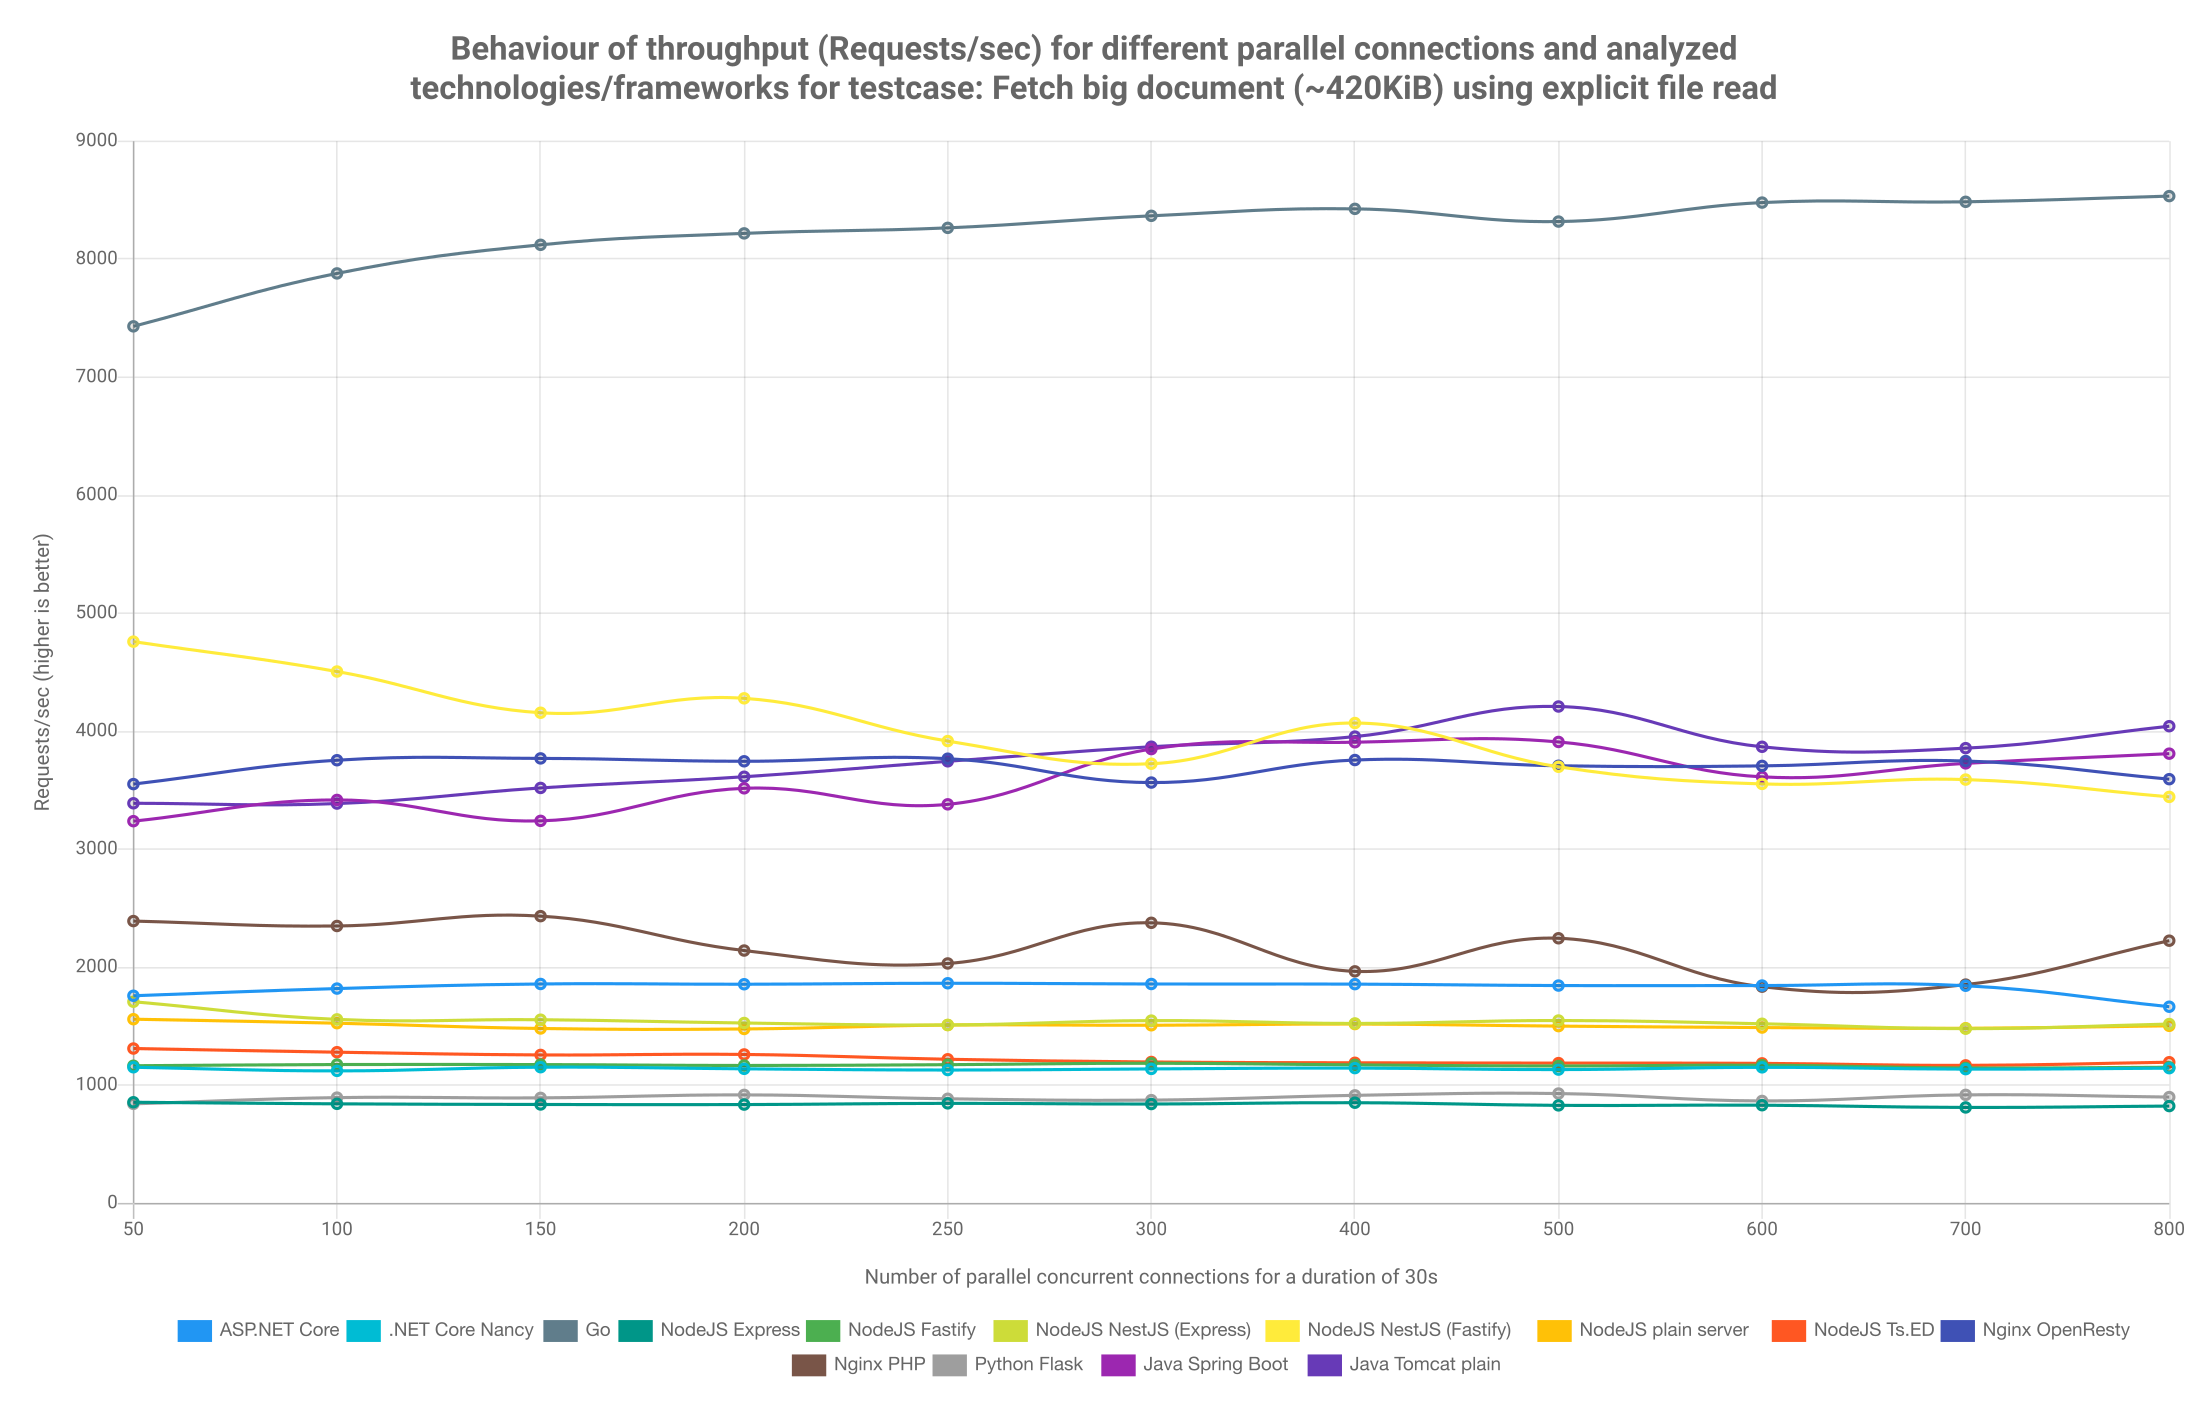 Behaviour of throughput (Requests/sec) for different parallel connections and analyzed
technologies/frameworks for testcase: Fetch big document (~420KiB) using explicit file read
9000
8000
7000
6000
5000
4000
3000
2000
1000
0
Requests/sec (higher is better)
50 100 150 200 250 300 400 500 600 700 800
Number of parallel concurrent connections for a duration of 30s
ASP.NET Core .NET Core Nancy Go NodeJS Express NodeJS Fastify NodeJS NestJS (Express) NodeJS NestJS (Fastify) NodeJS plain server NodeJS Ts.ED Nginx OpenResty
Nginx PHP Python Flask Java Spring Boot Java Tomcat plain